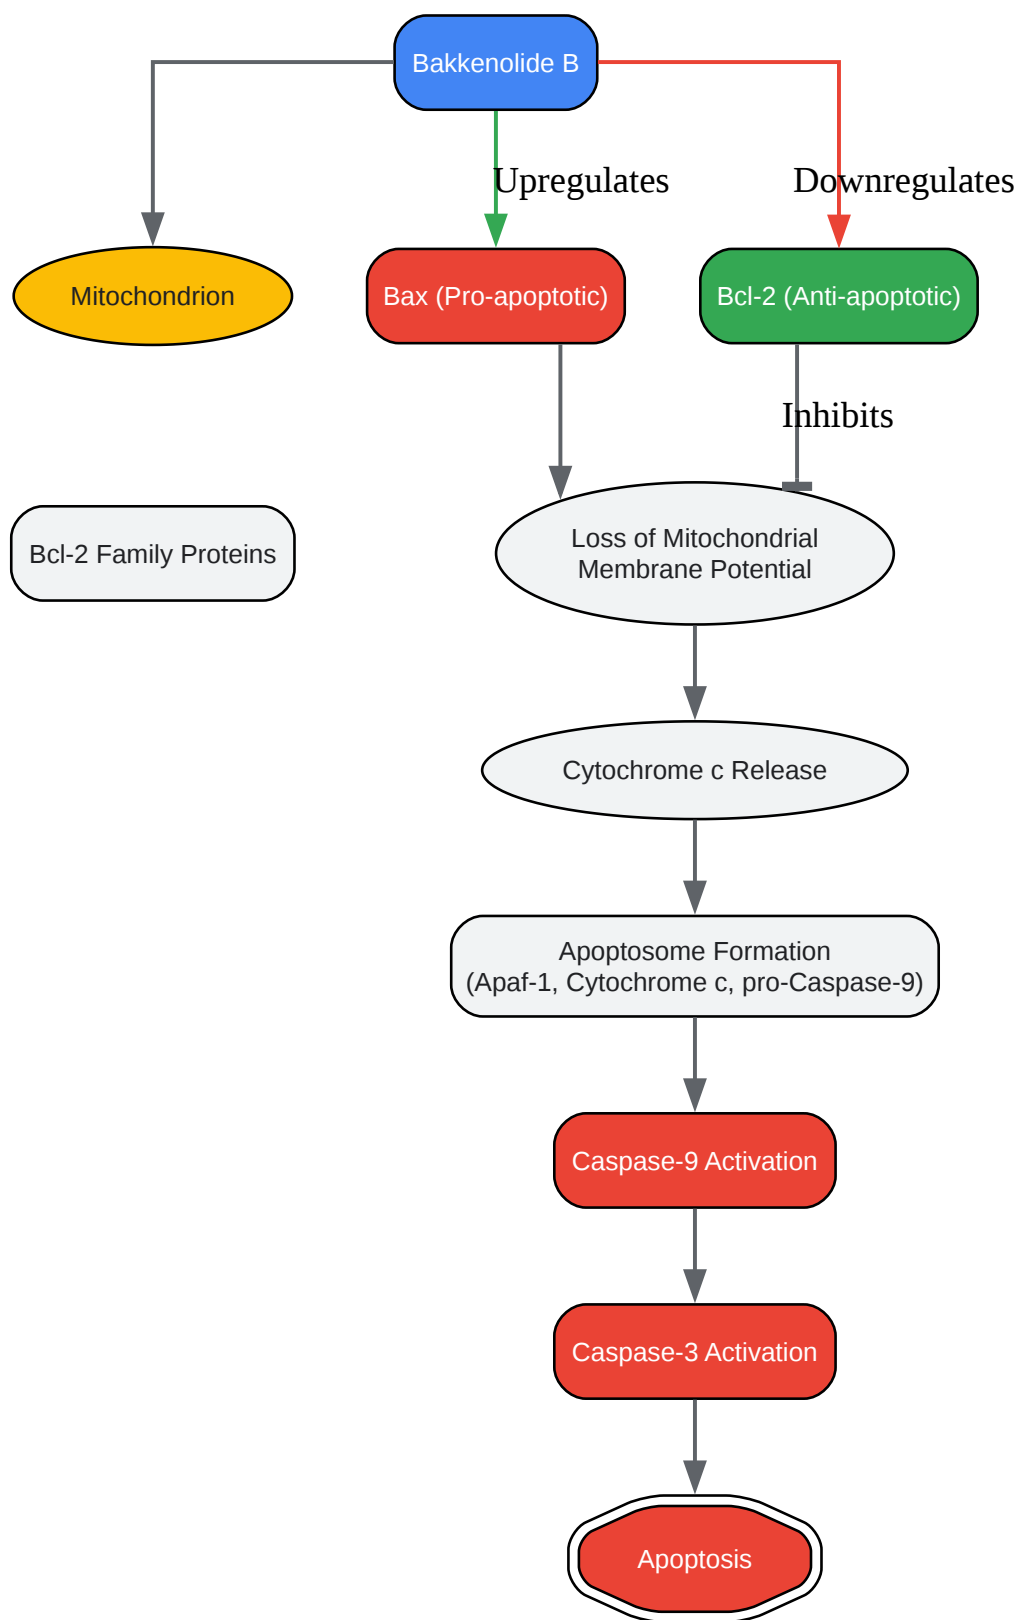 Bakkenolide B
Upregulates
Downregulates
Mitochondrion
Bax (Pro-apoptotic)
Bcl-2 (Anti-apoptotic)
Inhibits
Bcl-2 Family Proteins
Loss of Mitochondrial
Membrane Potential
Cytochrome c Release
Apoptosome Formation
(Apaf-1, Cytochrome c, pro-Caspase-9)
Caspase-9 Activation
Caspase-3 Activation
Apoptosis